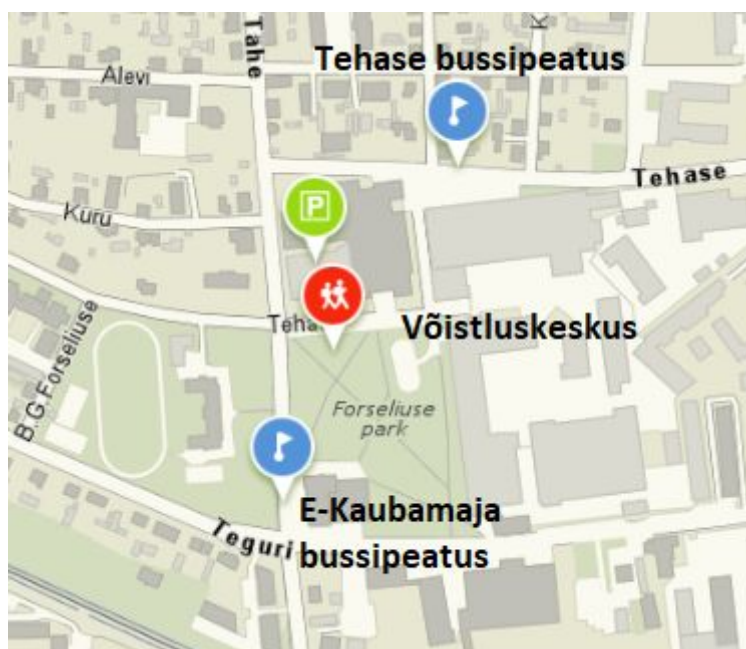 Tahe
K
Tehase bussipeatus
Alevi
P
Tehase
Kuru
Teha
Võistluskeskus
B.G.Forseliuse
Forseliuse
park
E-Kaubamaja
bussipeatus
Teguri